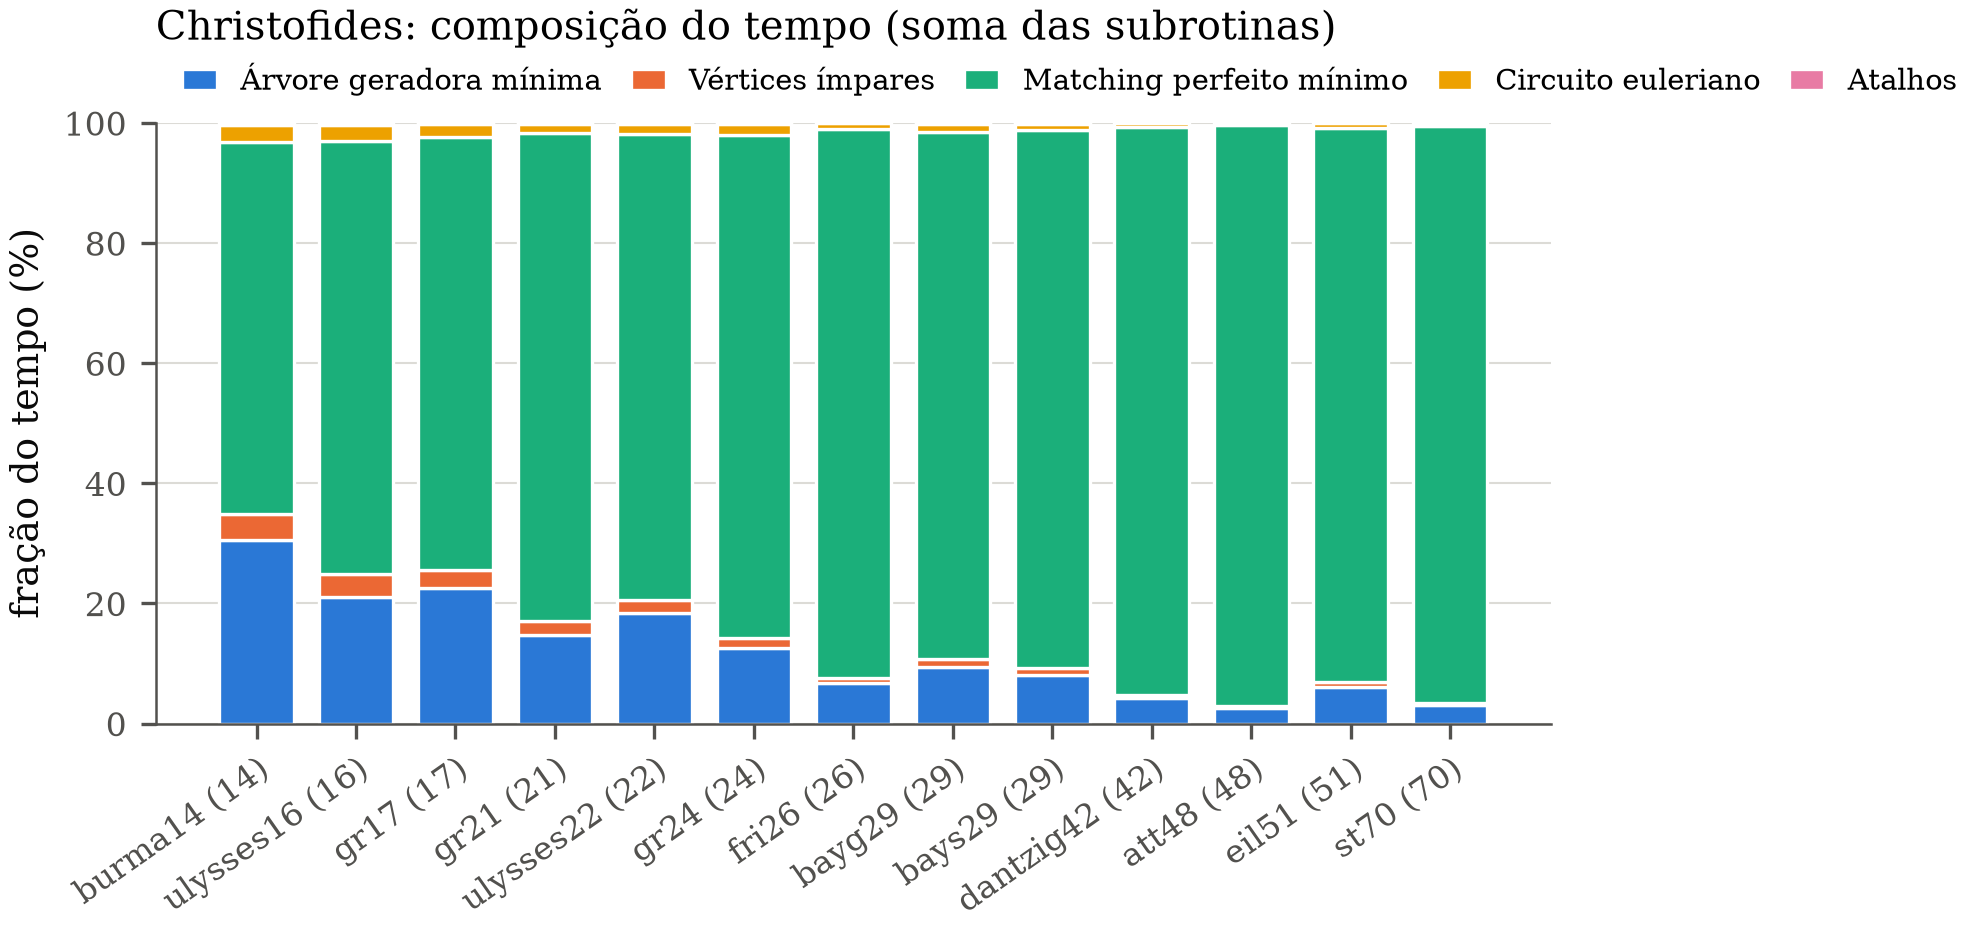 Christofides: composição do tempo (soma das subrotinas)
Árvore geradora mínima Vértices ímpares Matching perfeito mínimo Circuito euleriano Atalhos
fração do tempo (%)
100
80
60
40
20
0
burma14 (14)
ulysses16 (16)
gr17 (17)
gr21 (21)
ulysses22 (22)
gr24 (24)
fri26 (26)
bayg29 (29)
bays29 (29)
dantzig42 (42)
att48 (48)
eil51 (51)
st70 (70)